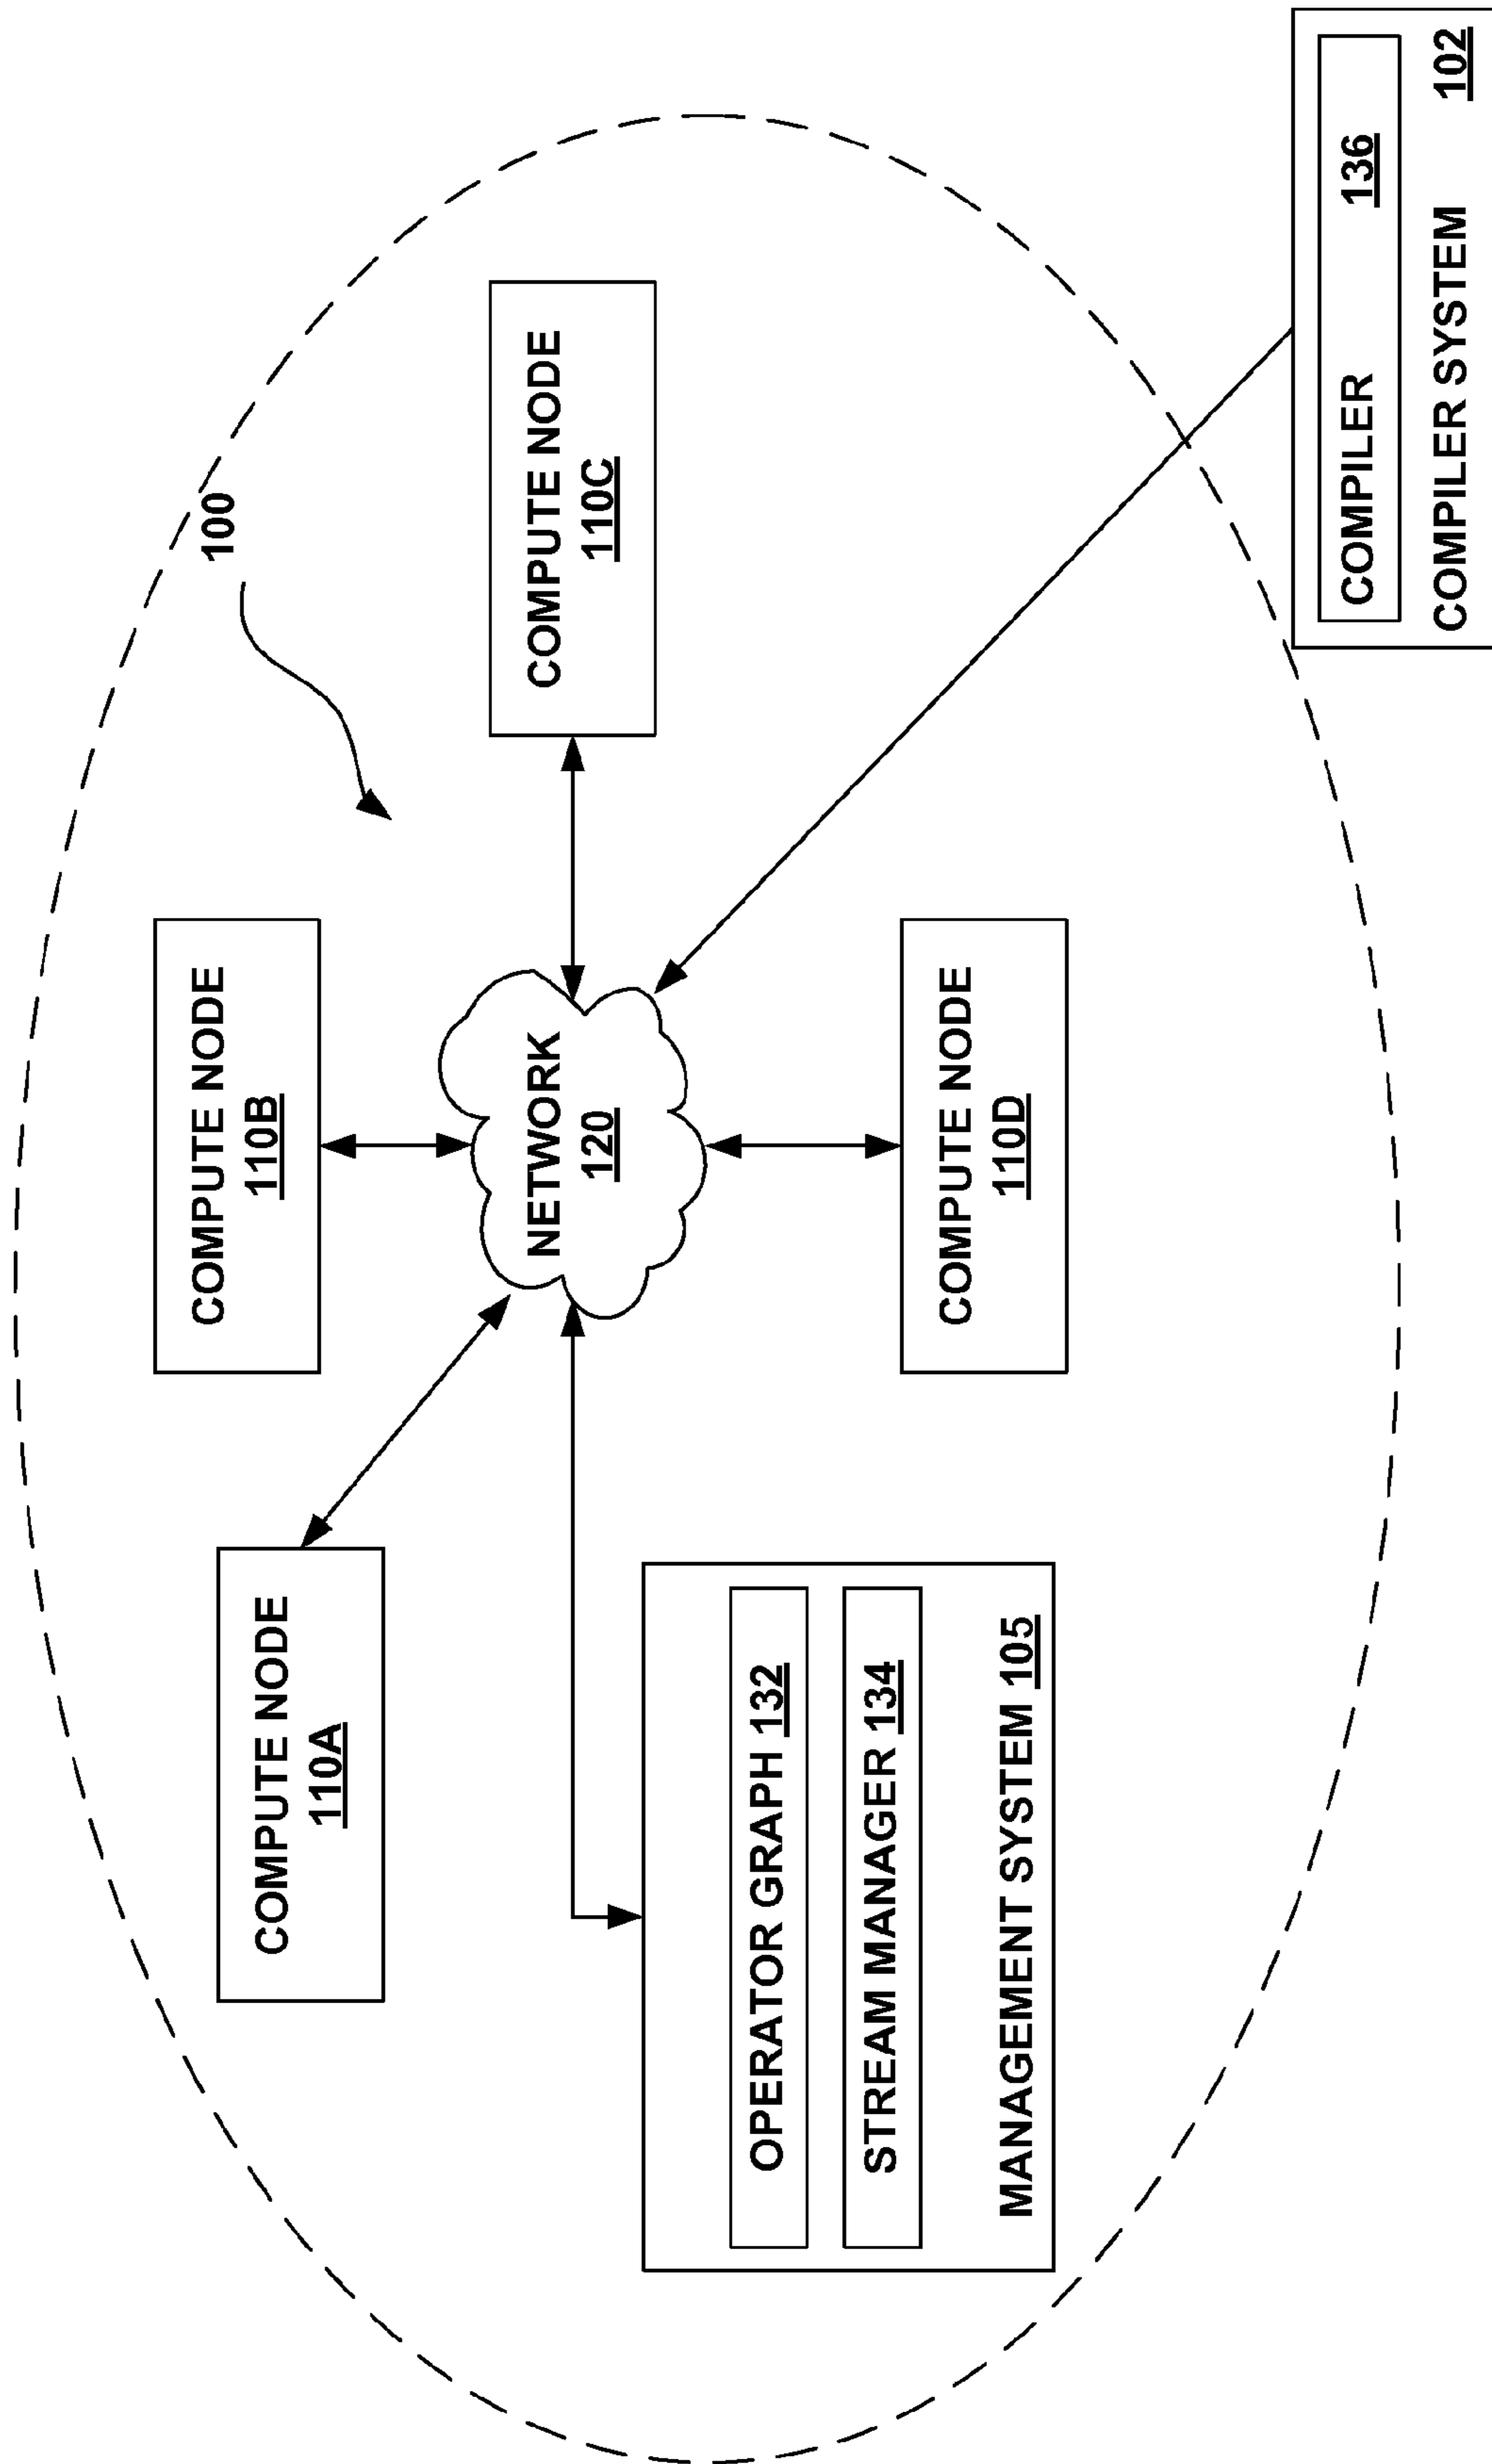 100
COMPUTE NODE
110A
COMPUTE NODE
110B
COMPUTE NODE
110C
NETWORK
120
COMPUTE NODE
110D
OPERATOR GRAPH 132
STREAM MANAGER 134
MANAGEMENT SYSTEM 105
COMPILER 136
COMPILER SYSTEM 102